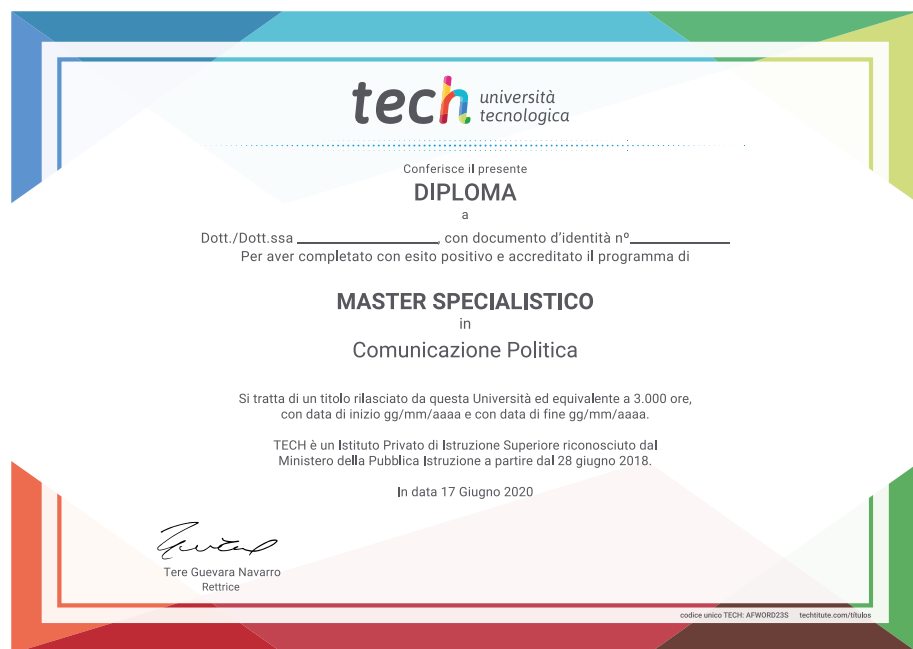 tech università
tecnologica
Conferisce il presente
DIPLOMA
a
Dott./Dott.ssa ____________________, con documento d'identità nº______________
Per aver completato con esito positivo e accreditato il programma di
MASTER SPECIALISTICO
in
Comunicazione Politica
Si tratta di un titolo rilasciato da questa Università ed equivalente a 3.000 ore,
con data di inizio gg/mm/aaaa e con data di fine gg/mm/aaaa.
TECH è un Istituto Privato di Istruzione Superiore riconosciuto dal
Ministero della Pubblica Istruzione a partire dal 28 giugno 2018.
In data 17 Giugno 2020
Tere Guevara Navarro
Rettrice
codice unico TECH: AFWORD23S techtitute.com/títulos